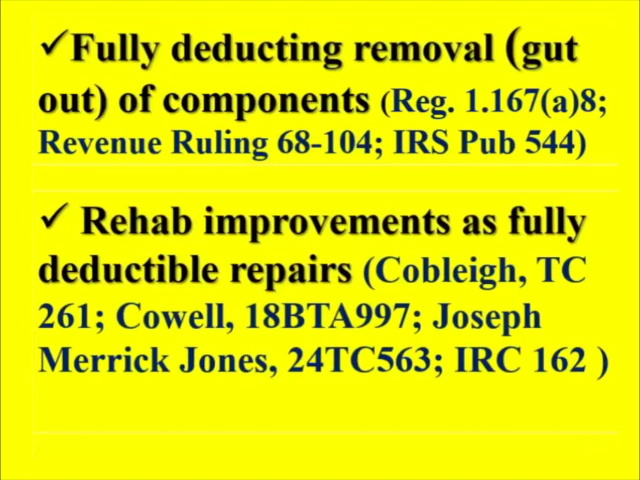 ✓Fully deducting removal (gut
out) of components (Reg. 1.167(a)8;
Revenue Ruling 68-104; IRS Pub 544)
✓ Rehab improvements as fully
deductible repairs (Cobleigh, TC
261; Cowell, 18BTA997; Joseph
Merrick Jones, 24TC563; IRC 162 )